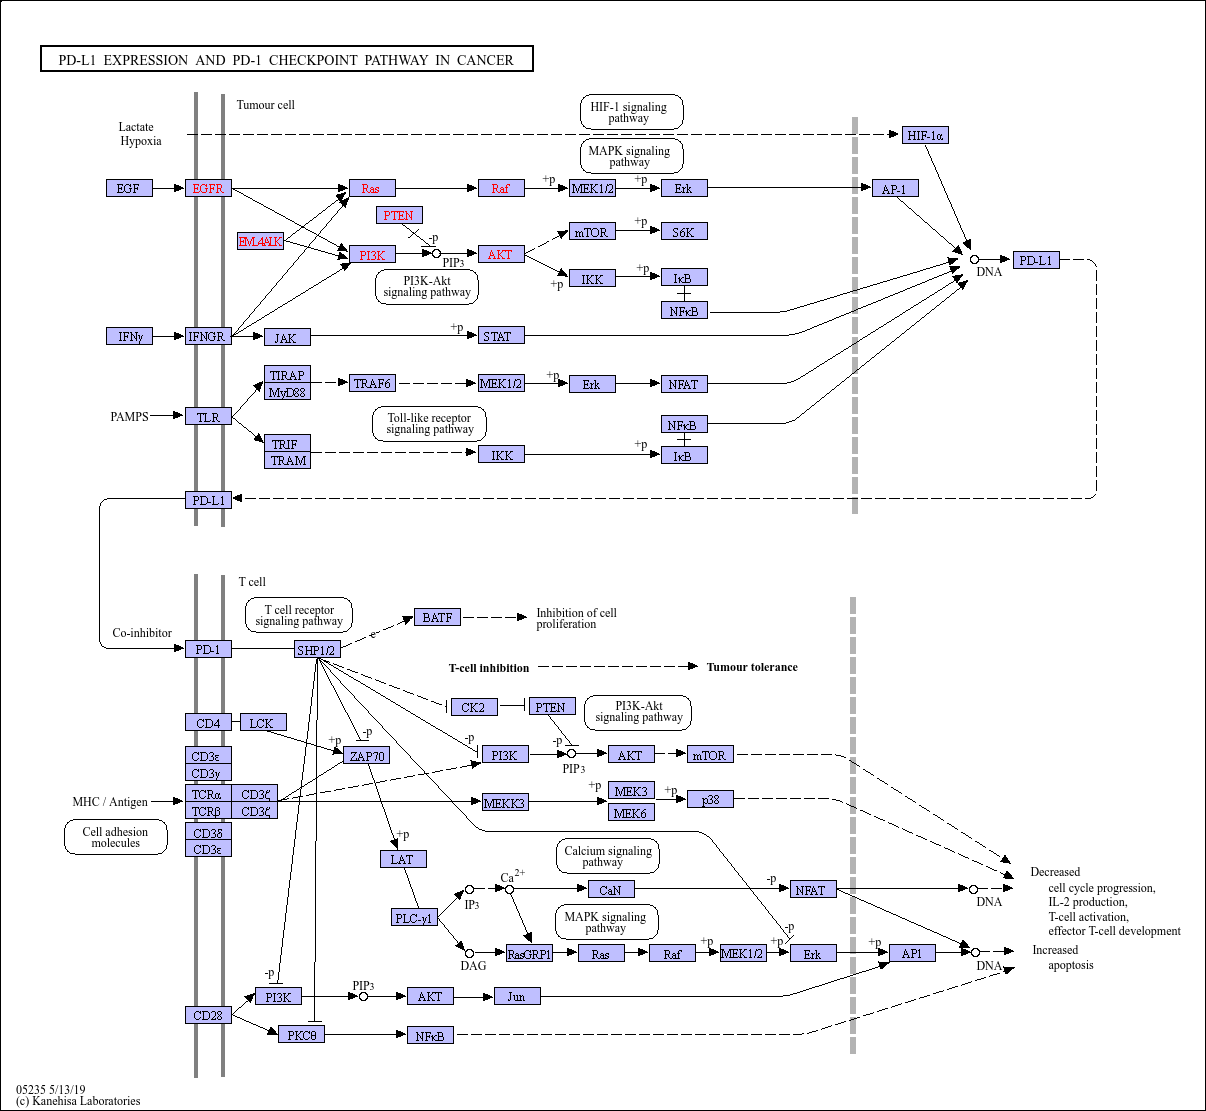 PD-L1 EXPRESSION AND PD-1 CHECKPOINT PATHWAY IN CANCER
Tumour cell
HIF-1 signaling
pathway
Lactate
Hypoxia
HIF-1α
MAPK signaling
pathway
EGF
EGFR
Ras
Raf
+p
MEK1/2
+p
Erk
AP-1
PTEN
EML4ALK
-p
PI3K
PIP3
AKT
mTOR
+p
S6K
PI3K-Akt
signaling pathway
+p
IKK
+p
IκB
NFκB
DNA
PD-L1
IFNγ
IFNGR
JAK
+p
STAT
TIRAP
MyD88
TRAF6
MEK1/2
+p
Erk
NFAT
PAMPS
TLR
Toll-like receptor
signaling pathway
NFκB
TRIF
TRAM
IKK
+p
IκB
PD-L1
T cell
T cell receptor
signaling pathway
BATF
Inhibition of cell
proliferation
Co-inhibitor
e
PD-1
SHP1/2
T-cell inhibition
Tumour tolerance
CK2
PTEN
PI3K-Akt
signaling pathway
CD4
LCK
+p
-p
ZAP70
-p
PI3K
-p
PIP3
AKT
mTOR
CD3ε
CD3γ
MHC / Antigen
TCRα
CD3ζ
TCRβ
CD3ζ
MEKK3
+p
MEK3
MEK6
+p
p38
Cell adhesion
molecules
CD3δ
CD3ε
+p
LAT
Calcium signaling
pathway
Ca2+
IP3
CaN
-p
NFAT
DNA
Decreased
cell cycle progression,
IL-2 production,
T-cell activation,
effector T-cell development
PLC-γ1
MAPK signaling
pathway
DAG
RasGRP1
Ras
Raf
+p
MEK1/2
+p
-p
Erk
+p
AP1
DNA
Increased
apoptosis
-p
PI3K
PIP3
AKT
Jun
CD28
PKCθ
NFκB
05235 5/13/19
(c) Kanehisa Laboratories